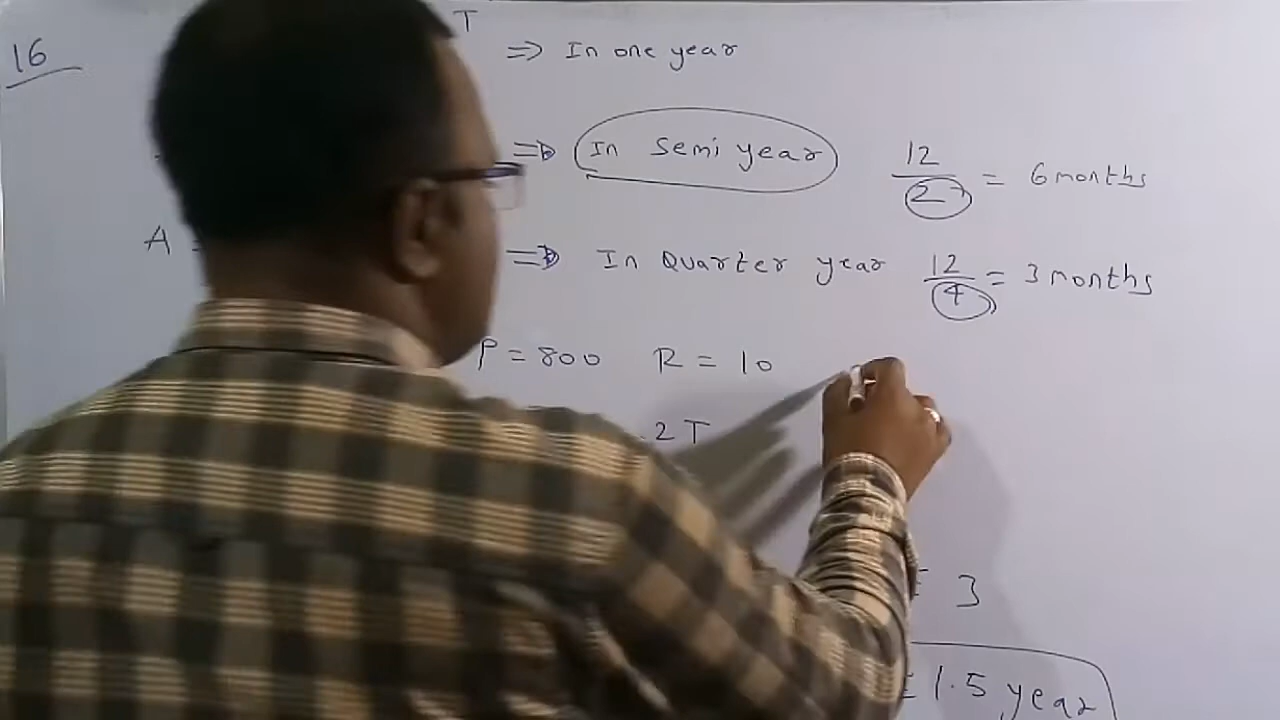 T
16 => In one year
=> In semi year 12/2 = 6 months
A = => In Quarter year 12/4 = 3 months
P = 800 R = 10
.2T
= 3
= 1.5 year